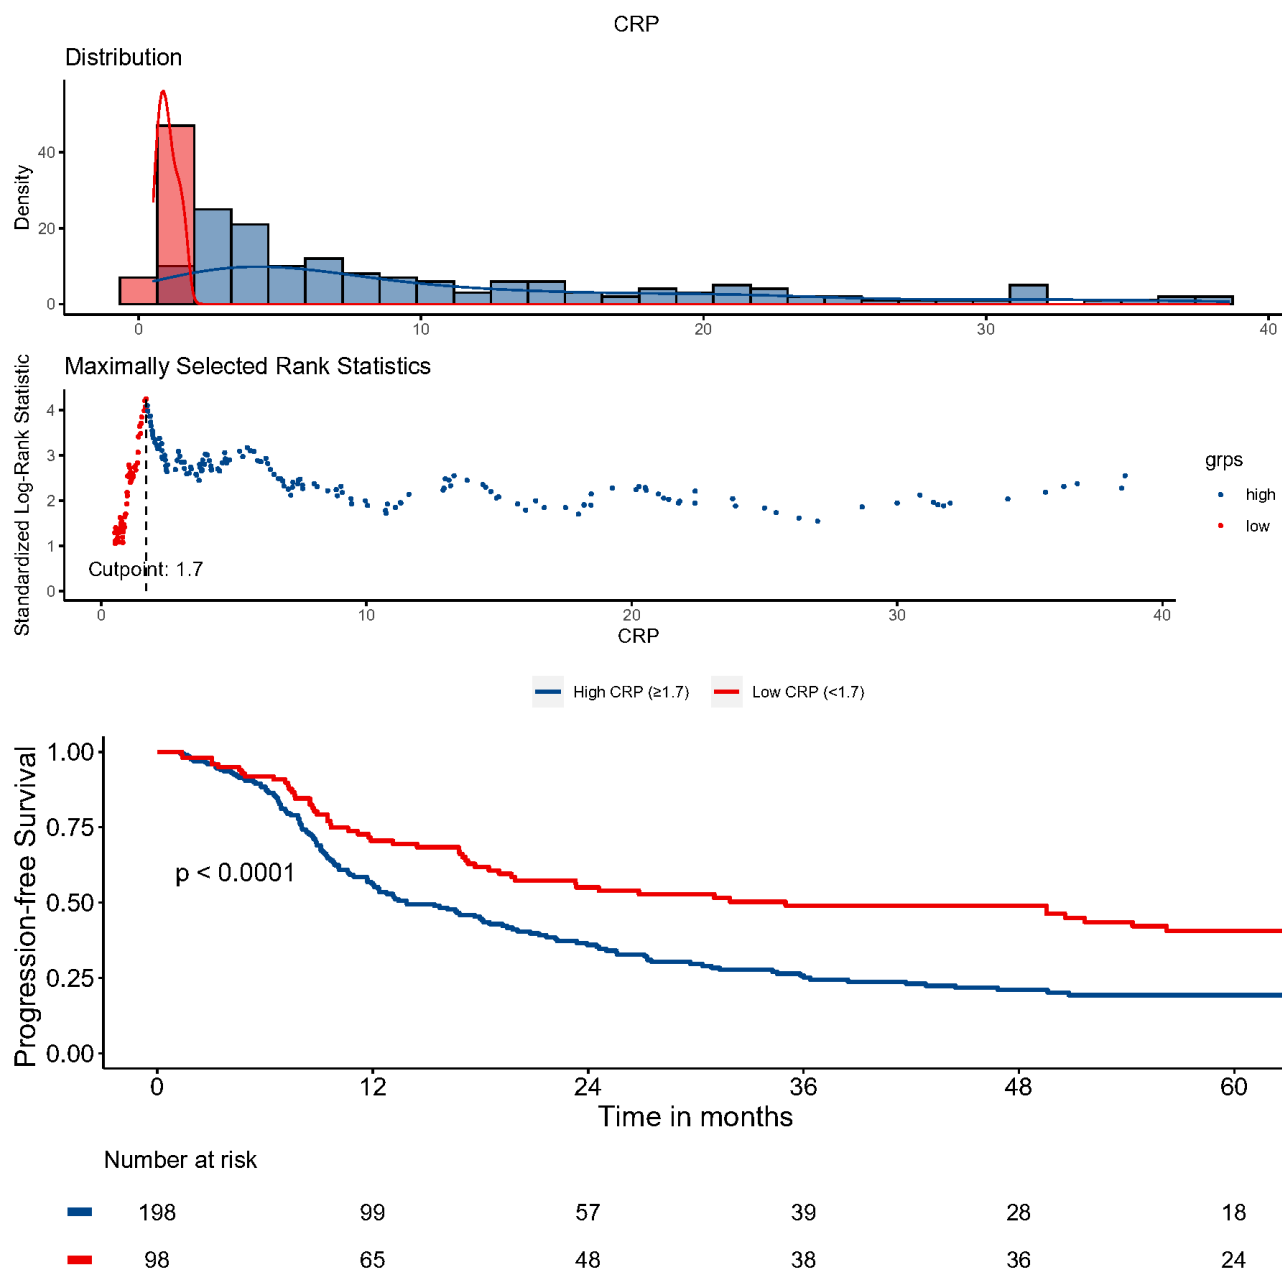 CRP
Distribution
Density
40
20
0
0 10 20 30 40
Maximally Selected Rank Statistics
Standardized Log-Rank Statistic
4
3
2
1
0
Cutpoint: 1.7
0 10 20 30 40
CRP
grps
high
low
High CRP (≥1.7) Low CRP (<1.7)
Progression-free Survival
1.00
0.75
0.50
0.25
0.00
p < 0.0001
0 12 24 36 48 60
Time in months
Number at risk
198 99 57 39 28 18
98 65 48 38 36 24